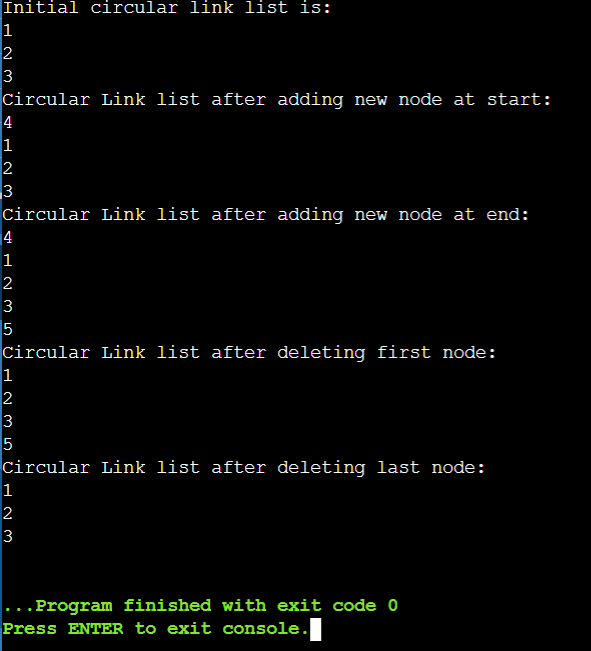 Initial circular link list is:
1
2
3
Circular Link list after adding new node at start:
4
1
2
3
Circular Link list after adding new node at end:
4
1
2
3
5
Circular Link list after deleting first node:
1
2
3
5
Circular Link list after deleting last node:
1
2
3
...Program finished with exit code 0
Press ENTER to exit console.